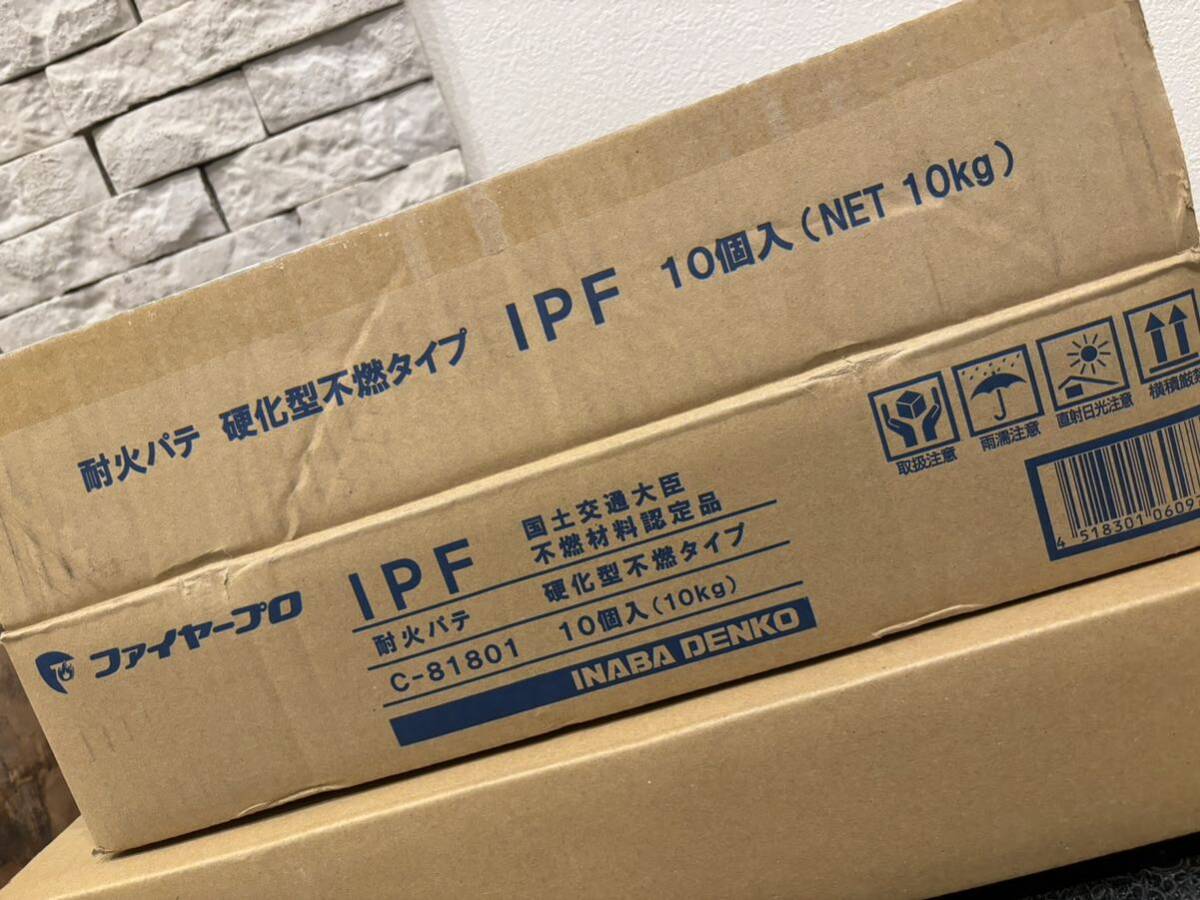 耐火パテ 硬化型不燃タイプ IPF 10個入(NET 10kg)
ファイヤープロ
IPF 国土交通大臣
不燃材料認定品
耐火パテ 硬化型不燃タイプ
C-81801 10個入(10kg)
INABA DENKO
取扱注意 雨濡注意 直射日光注意
4 518301 0609